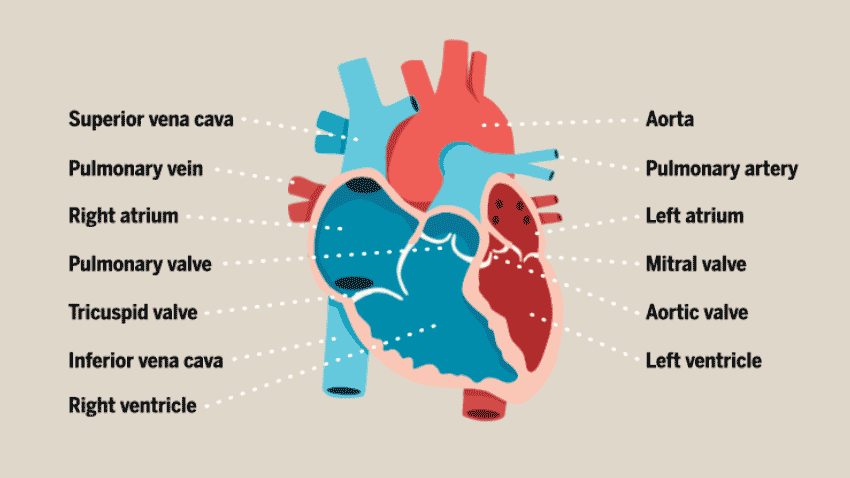 Superior vena cava
Pulmonary vein
Right atrium
Pulmonary valve
Tricuspid valve
Inferior vena cava
Right ventricle
Aorta
Pulmonary artery
Left atrium
Mitral valve
Aortic valve
Left ventricle